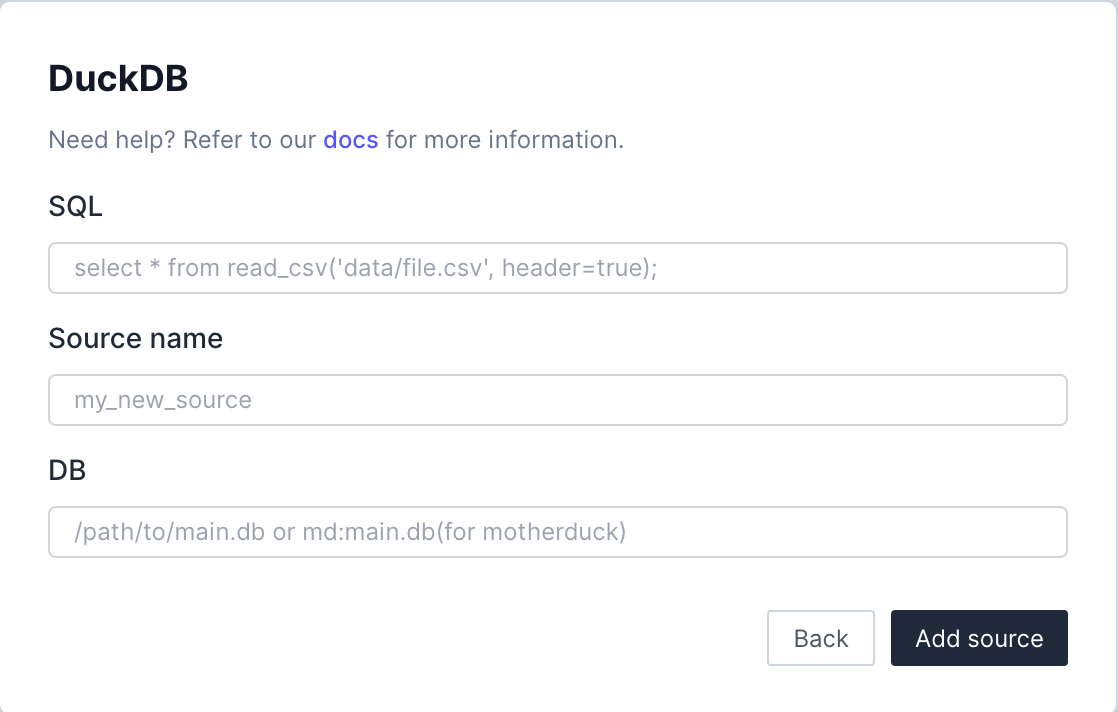 DuckDB
Need help? Refer to our docs for more information.
SQL
select * from read_csv('data/file.csv', header=true);
Source name
my_new_source
DB
/path/to/main.db or md:main.db(for motherduck)
Back
Add source